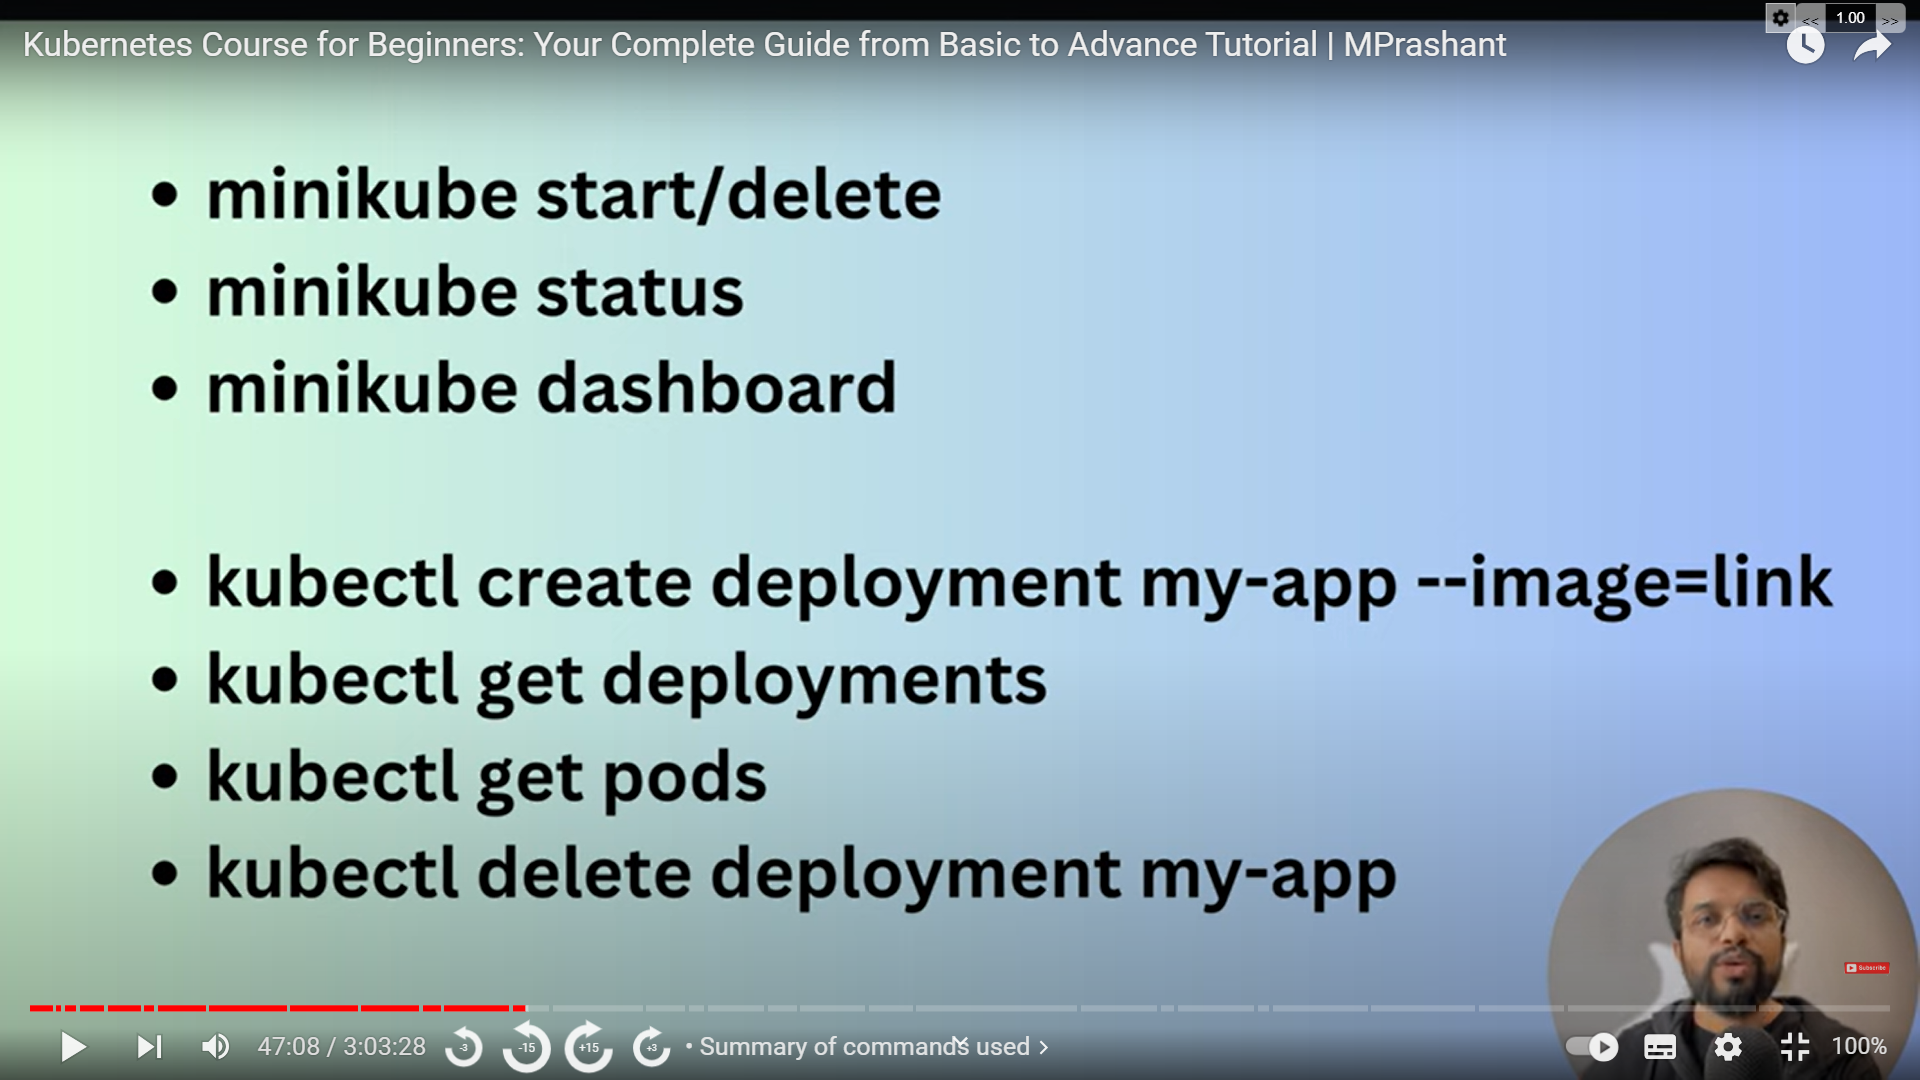 << 1.00 >>
Kubernetes Course for Beginners: Your Complete Guide from Basic to Advance Tutorial | MPrashant
• minikube start/delete
• minikube status
• minikube dashboard
• kubectl create deployment my-app --image=link
• kubectl get deployments
• kubectl get pods
• kubectl delete deployment my-app
Subscribe
47:08 / 3:03:28 -3 -15 +15 +3 • Summary of commands used › 100%